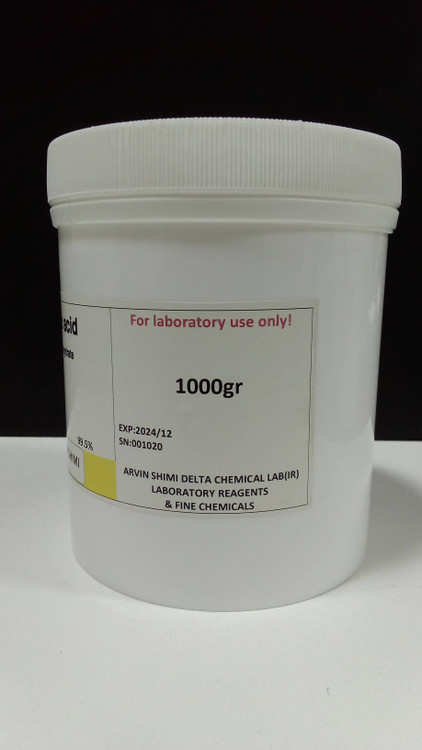 acid
99.5%
For laboratory use only!
1000gr
EXP:2024/12
SN:001020
ARVIN SHIMI DELTA CHEMICAL LAB(IR)
LABORATORY REAGENTS
& FINE CHEMICALS